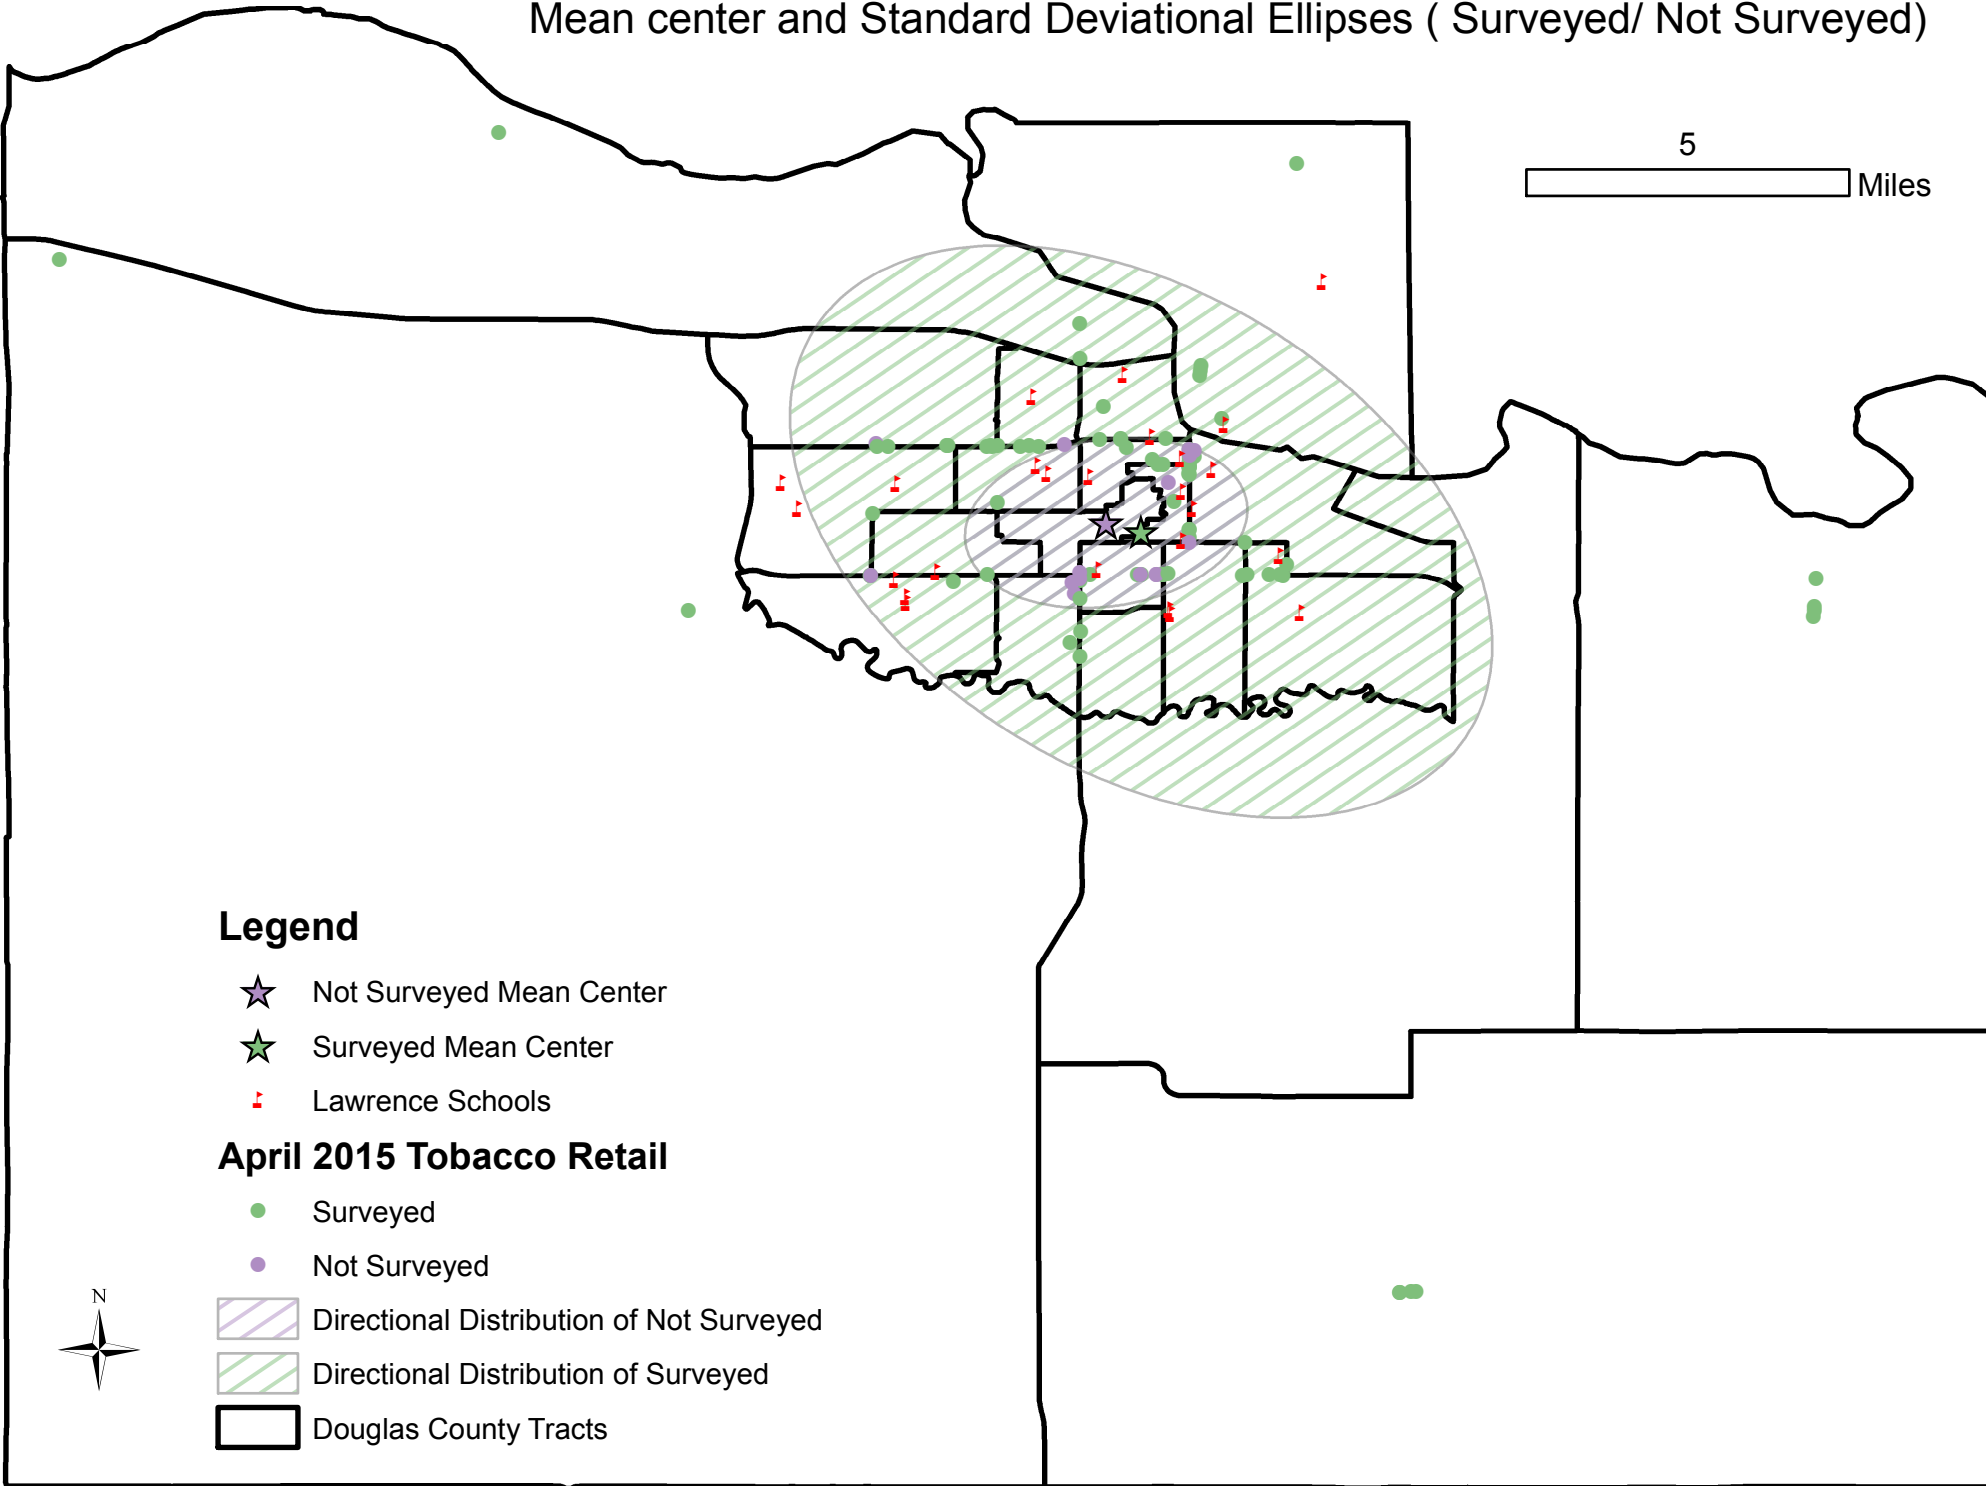 Mean center and Standard Deviational Ellipses ( Surveyed/ Not Surveyed)
5
Miles
Legend
Not Surveyed Mean Center
Surveyed Mean Center
Lawrence Schools
April 2015 Tobacco Retail
Surveyed
Not Surveyed
Directional Distribution of Not Surveyed
Directional Distribution of Surveyed
Douglas County Tracts
N